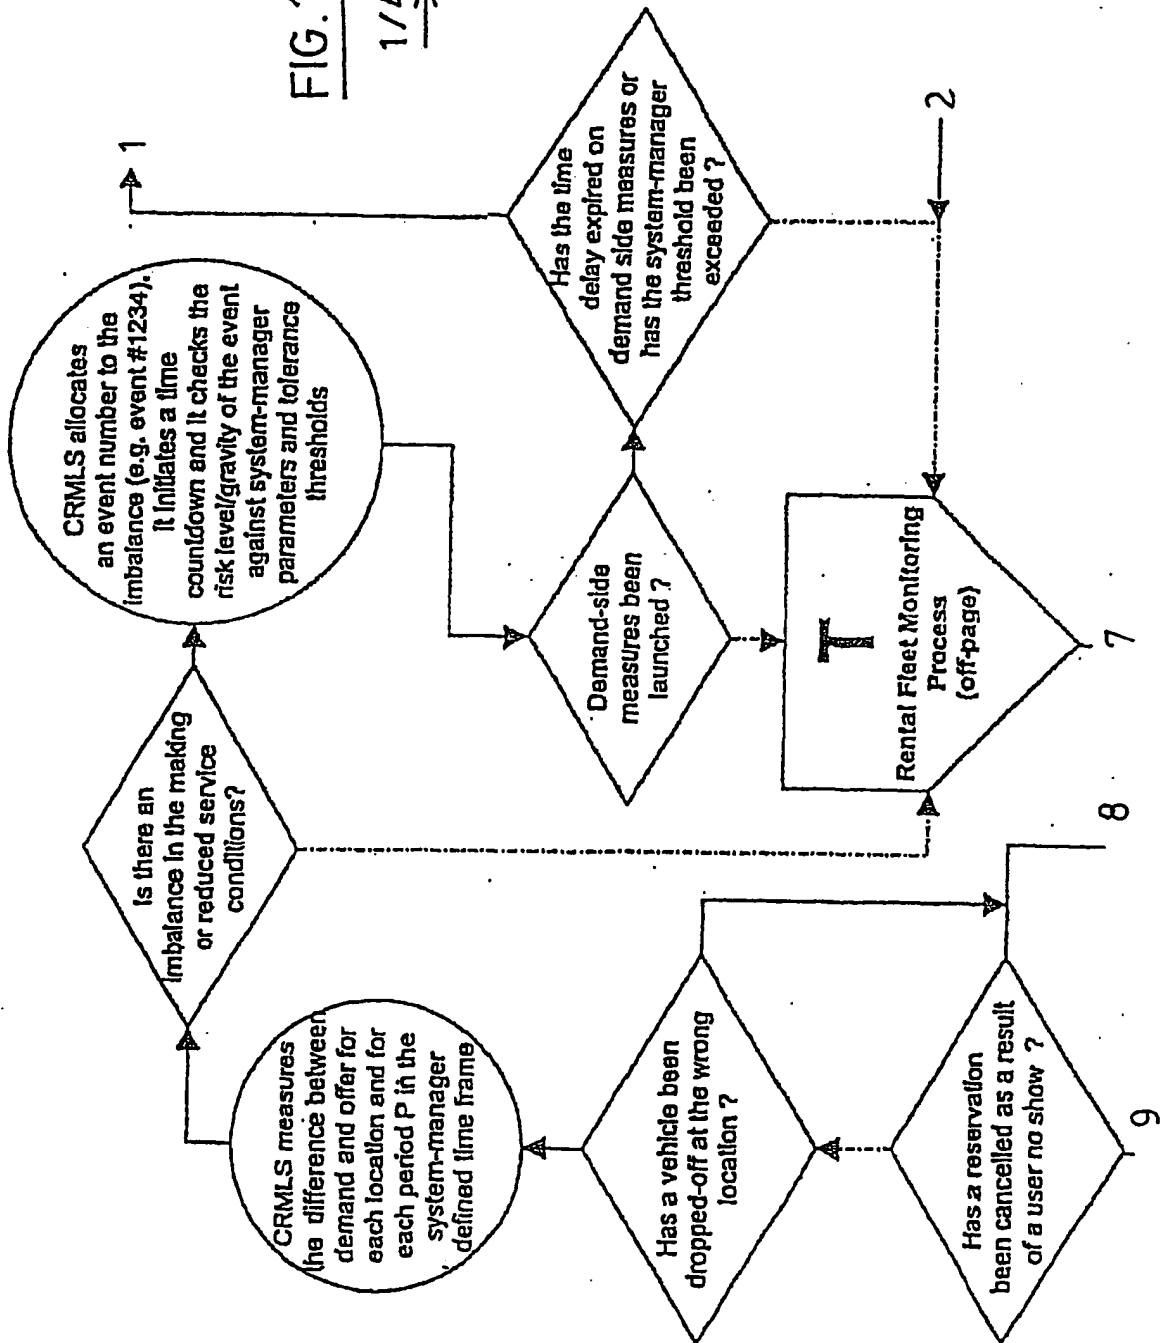 FIG.
1/4
1
CRMLS allocates
an event number to the
imbalance (e.g. event #1234).
It initiates a time
countdown and it checks the
risk level/gravity of the event
against system-manager
parameters and tolerance
thresholds
Has the time
delay expired on
demand side measures or
has the system-manager
threshold been
exceeded ?
2
Is there an
imbalance in the making
or reduced service
conditions?
Demand-side
measures been
launched ?
T
Rental Fleet Monitoring
Process
(off-page)
7
CRMLS measures
the difference between
demand and offer for
each location and for
each period P in the
system-manager
defined time frame
Has a vehicle been
dropped-off at the wrong
location ?
8
Has a reservation
been cancelled as a result
of a user no show ?
9